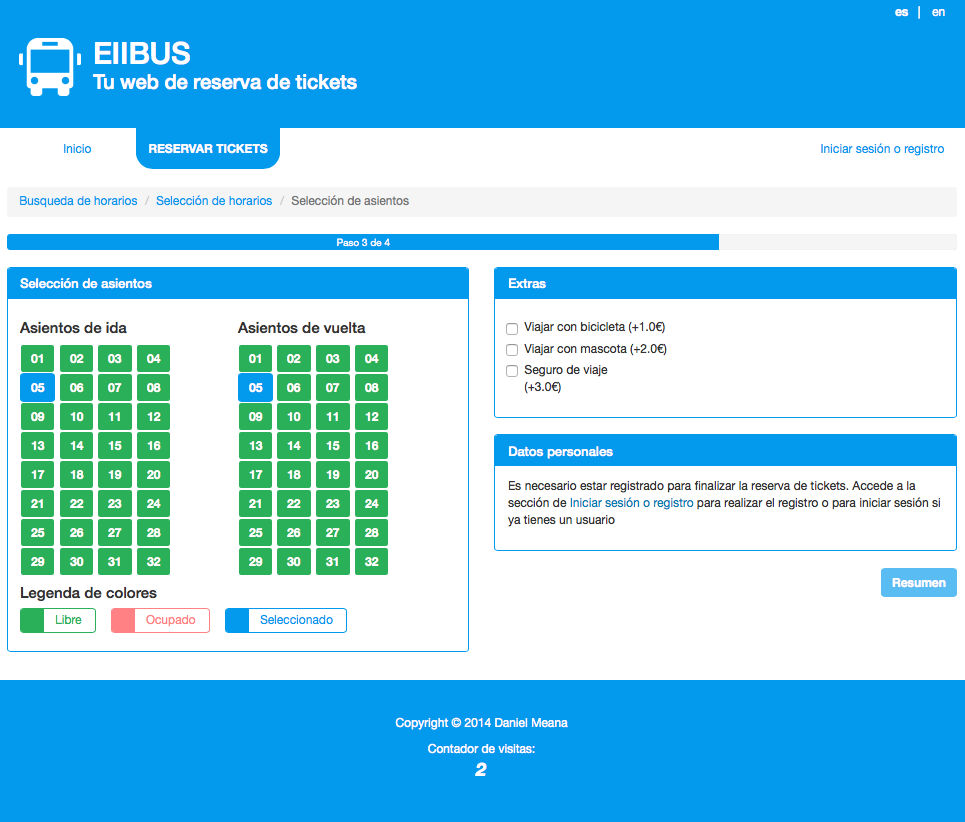 es | en
EIIBUS
Tu web de reserva de tickets
Inicio
RESERVAR TICKETS
Iniciar sesión o registro
Busqueda de horarios / Selección de horarios / Selección de asientos
Paso 3 de 4
Selección de asientos
Asientos de ida
01 02 03 04
05 06 07 08
09 10 11 12
13 14 15 16
17 18 19 20
21 22 23 24
25 26 27 28
29 30 31 32
Asientos de vuelta
01 02 03 04
05 06 07 08
09 10 11 12
13 14 15 16
17 18 19 20
21 22 23 24
25 26 27 28
29 30 31 32
Legenda de colores
Libre
Ocupado
Seleccionado
Extras
Viajar con bicicleta (+1.0€)
Viajar con mascota (+2.0€)
Seguro de viaje
(+3.0€)
Datos personales
Es necesario estar registrado para finalizar la reserva de tickets. Accede a la
sección de Iniciar sesión o registro para realizar el registro o para iniciar sesión si
ya tienes un usuario
Resumen
Copyright © 2014 Daniel Meana
Contador de visitas:
2